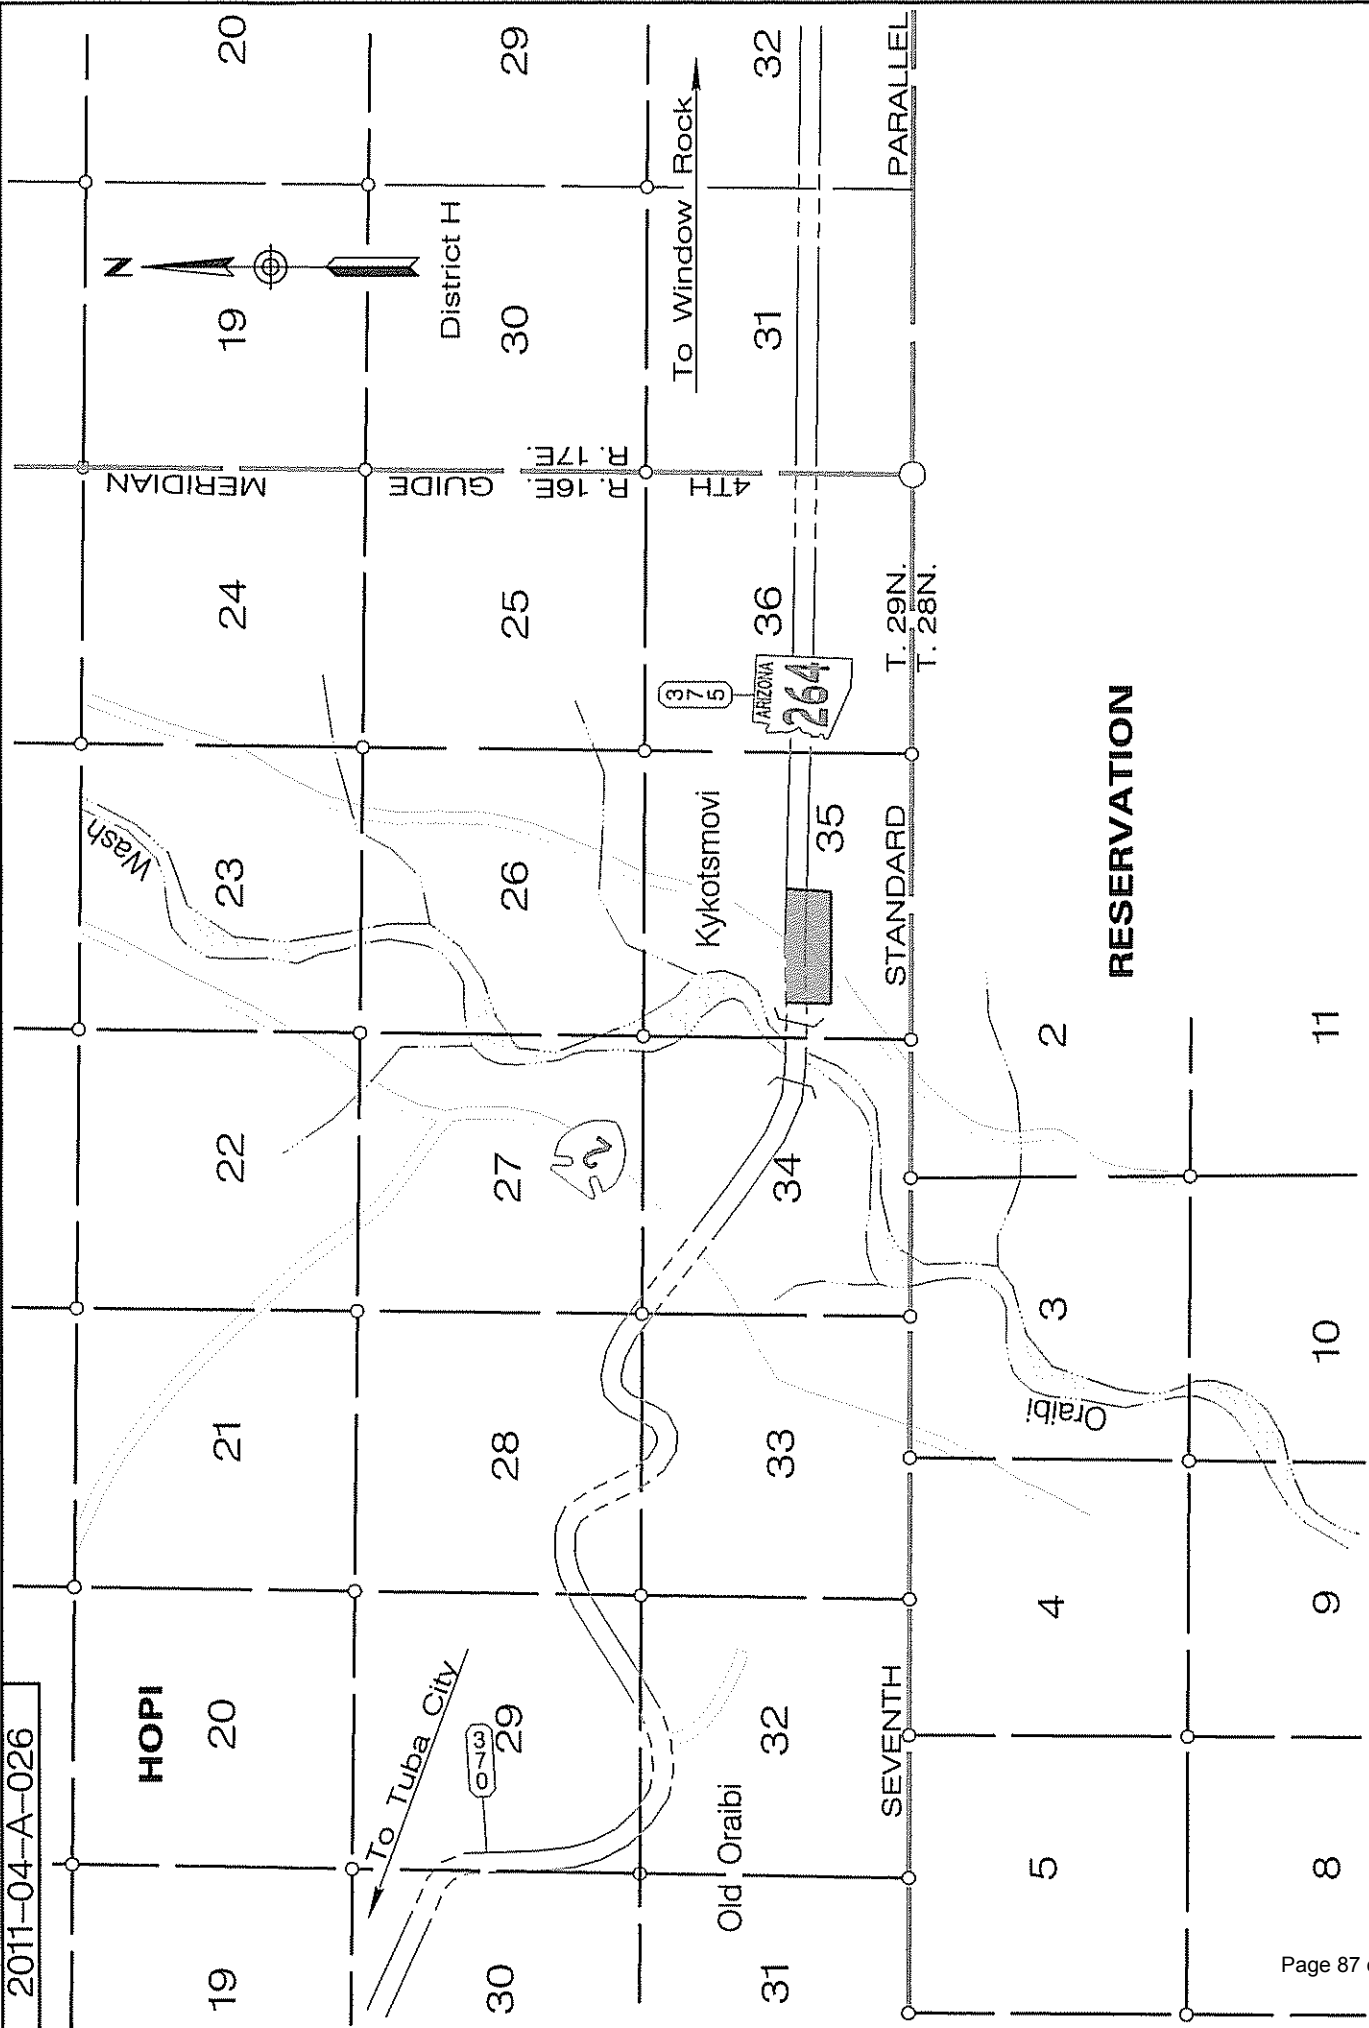 2011-04-A-026
HOPI
19
20
21
22
23
24
19
20
Wash
MERIDIAN
N
To Tuba City
District H
30
29
28
27
26
25
30
29
370
2
GUIDE
R. 16E.
R. 17E.
To Window Rock
Old Oraibi
Kykotsmovi
375
4TH
31
32
33
34
35
36
31
32
ARIZONA
264
SEVENTH
STANDARD
T. 29N.
T. 28N.
PARALLEL
5
4
3
2
Oraibi
RESERVATION
8
9
10
11
Page 87